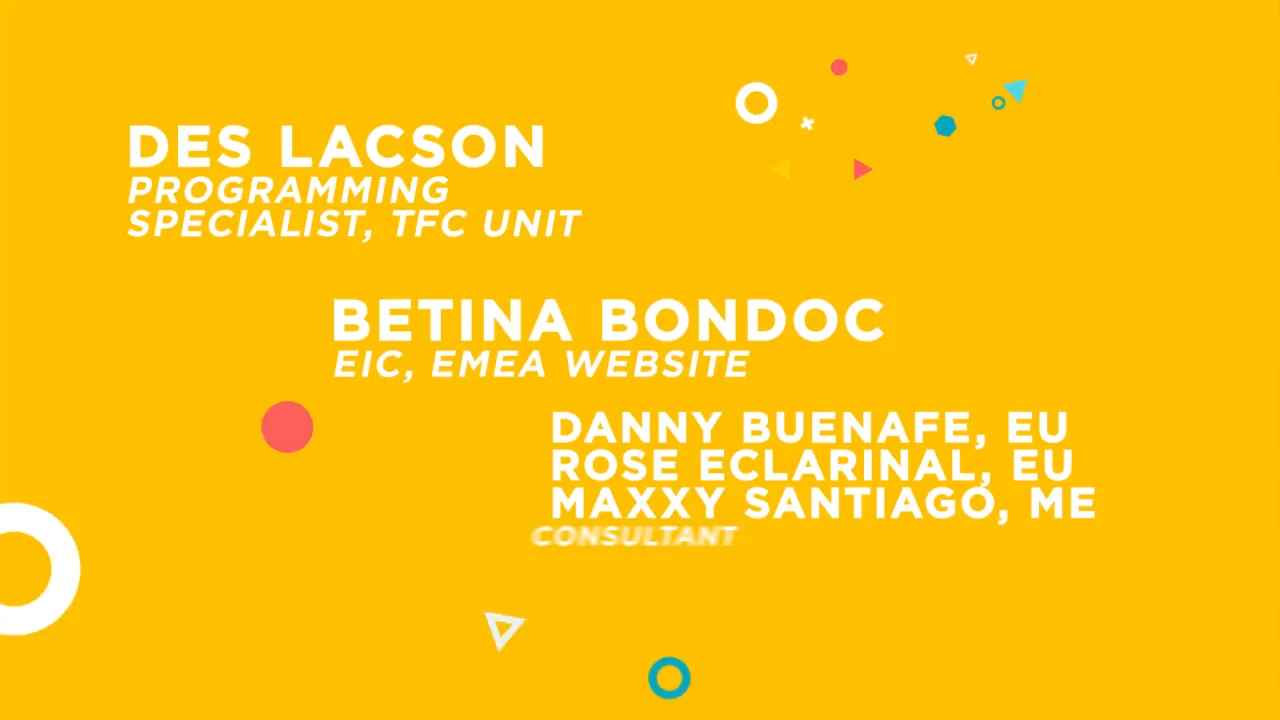 DES LACSON
PROGRAMMING
SPECIALIST, TFC UNIT
BETINA BONDOC
EIC, EMEA WEBSITE
DANNY BUENAFE, EU
ROSE ECLARINAL, EU
MAXXY SANTIAGO, ME
CONSULTANT